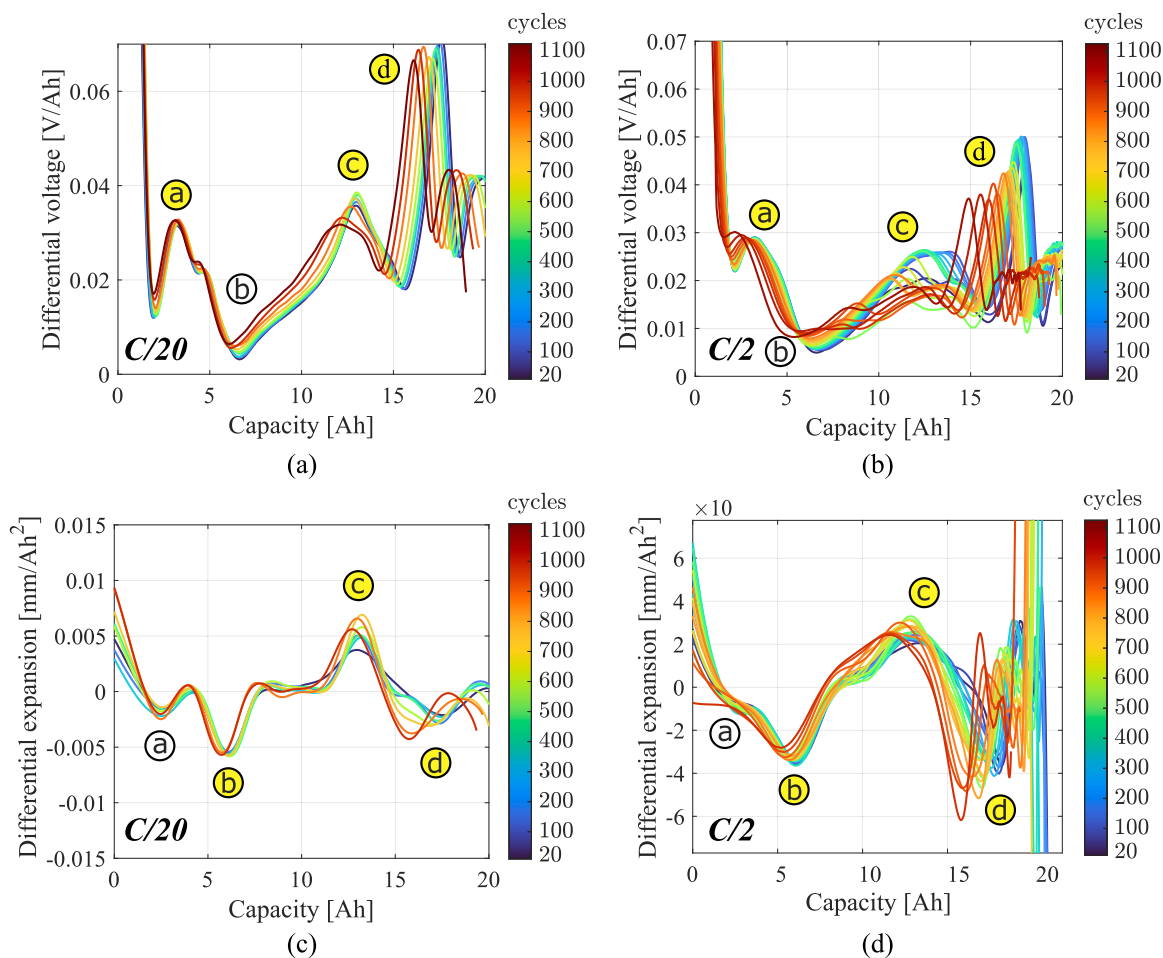 cycles
cycles
Differential voltage [V/Ah]
0.06
0.04
0.02
0
a
b
c
d
C/20
0 5 10 15 20
Capacity [Ah]
1100
1000
900
800
700
600
500
400
300
200
100
20
(a)
Differential voltage [V/Ah]
0.07
0.06
0.05
0.04
0.03
0.02
0.01
0
a
b
c
d
C/2
0 5 10 15 20
Capacity [Ah]
1100
1000
900
800
700
600
500
400
300
200
100
20
(b)
cycles
cycles
Differential expansion [mm/Ah²]
0.015
0.01
0.005
0
-0.005
-0.01
-0.015
a
b
c
d
C/20
0 5 10 15 20
Capacity [Ah]
1100
1000
900
800
700
600
500
400
300
200
100
20
(c)
Differential expansion [mm/Ah²]
×10
6
4
2
0
-2
-4
-6
a
b
c
d
C/2
0 5 10 15 20
Capacity [Ah]
1100
1000
900
800
700
600
500
400
300
200
100
20
(d)